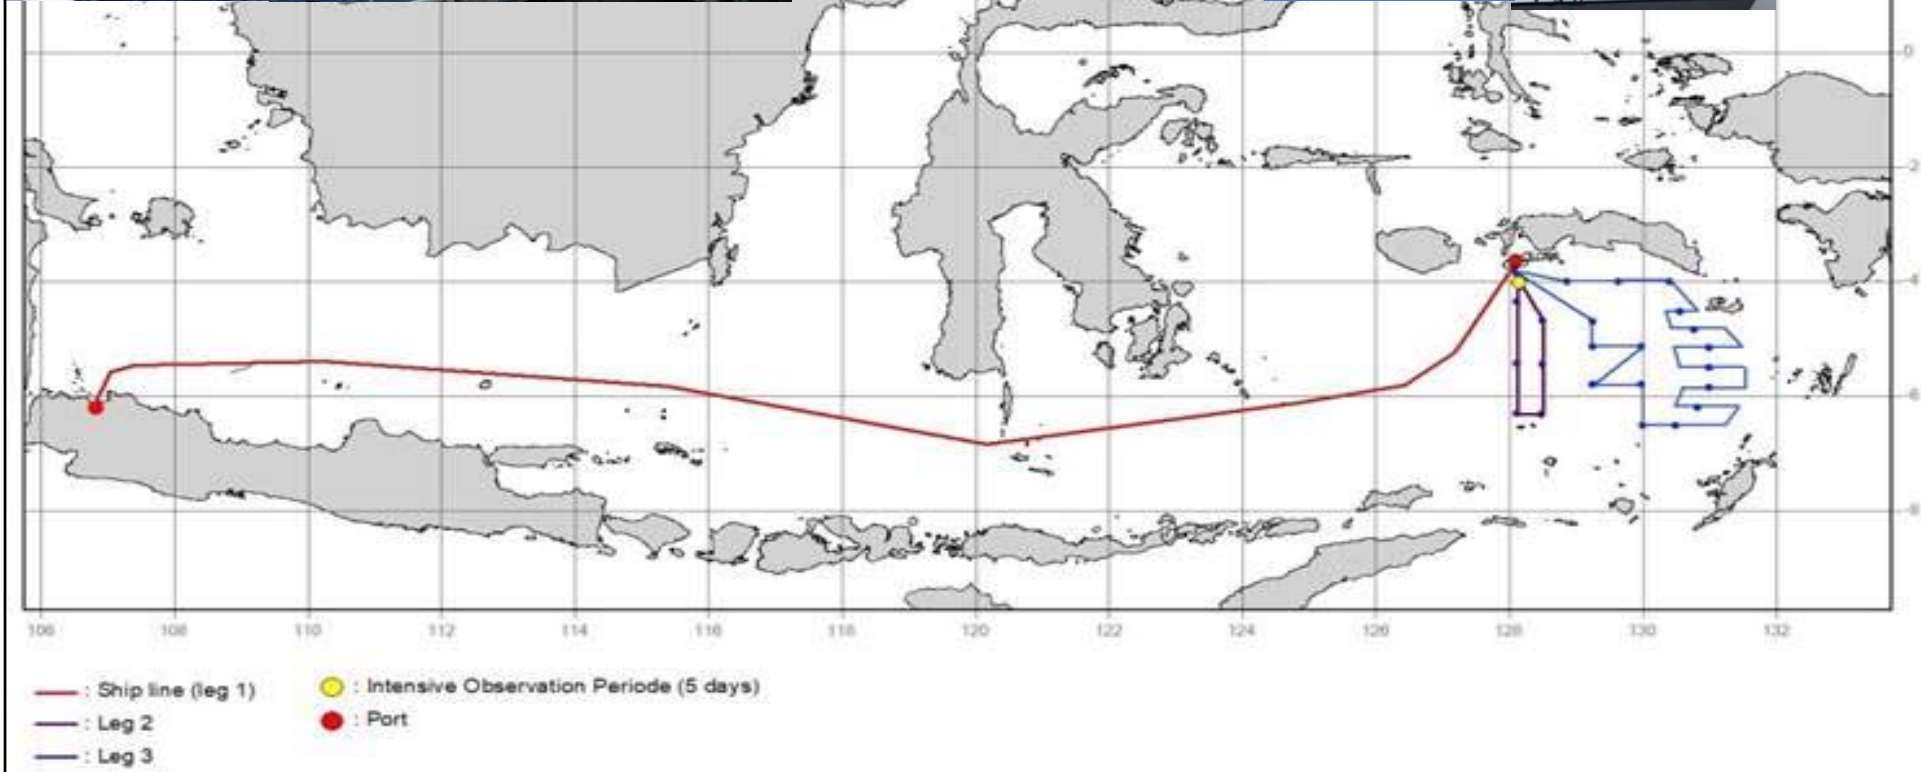 0
-2
-4
-6
-8
106 108 110 112 114 116 118 120 122 124 126 128 130 132
: Ship line (leg 1)
: Leg 2
: Leg 3
: Intensive Observation Periode (5 days)
: Port